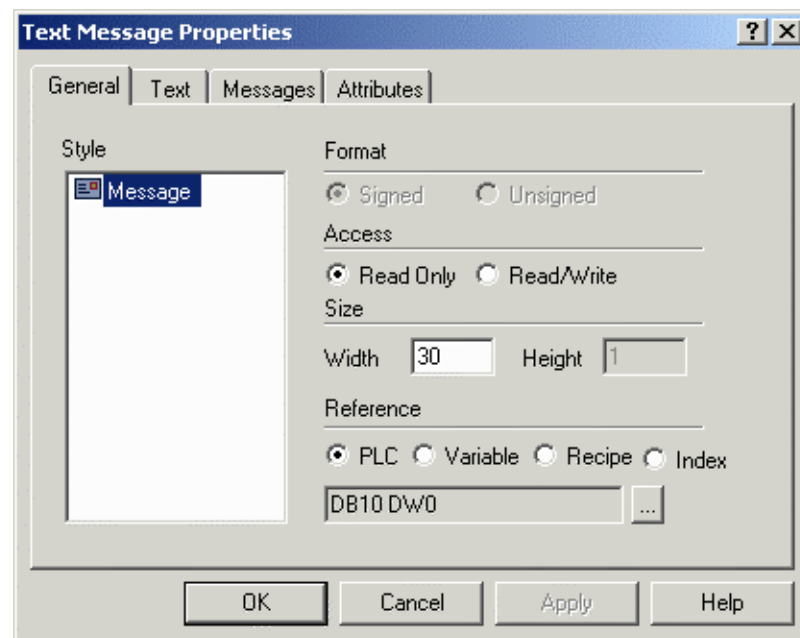 Text Message Properties
General Text Messages Attributes
Style
Message
Format
Signed Unsigned
Access
Read Only Read/Write
Size
Width 30 Height 1
Reference
PLC Variable Recipe Index
DB10 DW0 ...
OK Cancel Apply Help